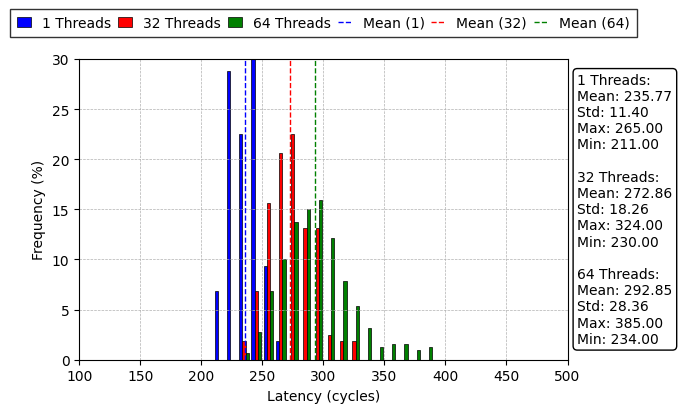 1 Threads 32 Threads 64 Threads Mean (1) Mean (32) Mean (64)
30
25
20
15
10
5
0
Frequency (%)
100 150 200 250 300 350 400 450 500
Latency (cycles)
1 Threads:
Mean: 235.77
Std: 11.40
Max: 265.00
Min: 211.00
32 Threads:
Mean: 272.86
Std: 18.26
Max: 324.00
Min: 230.00
64 Threads:
Mean: 292.85
Std: 28.36
Max: 385.00
Min: 234.00